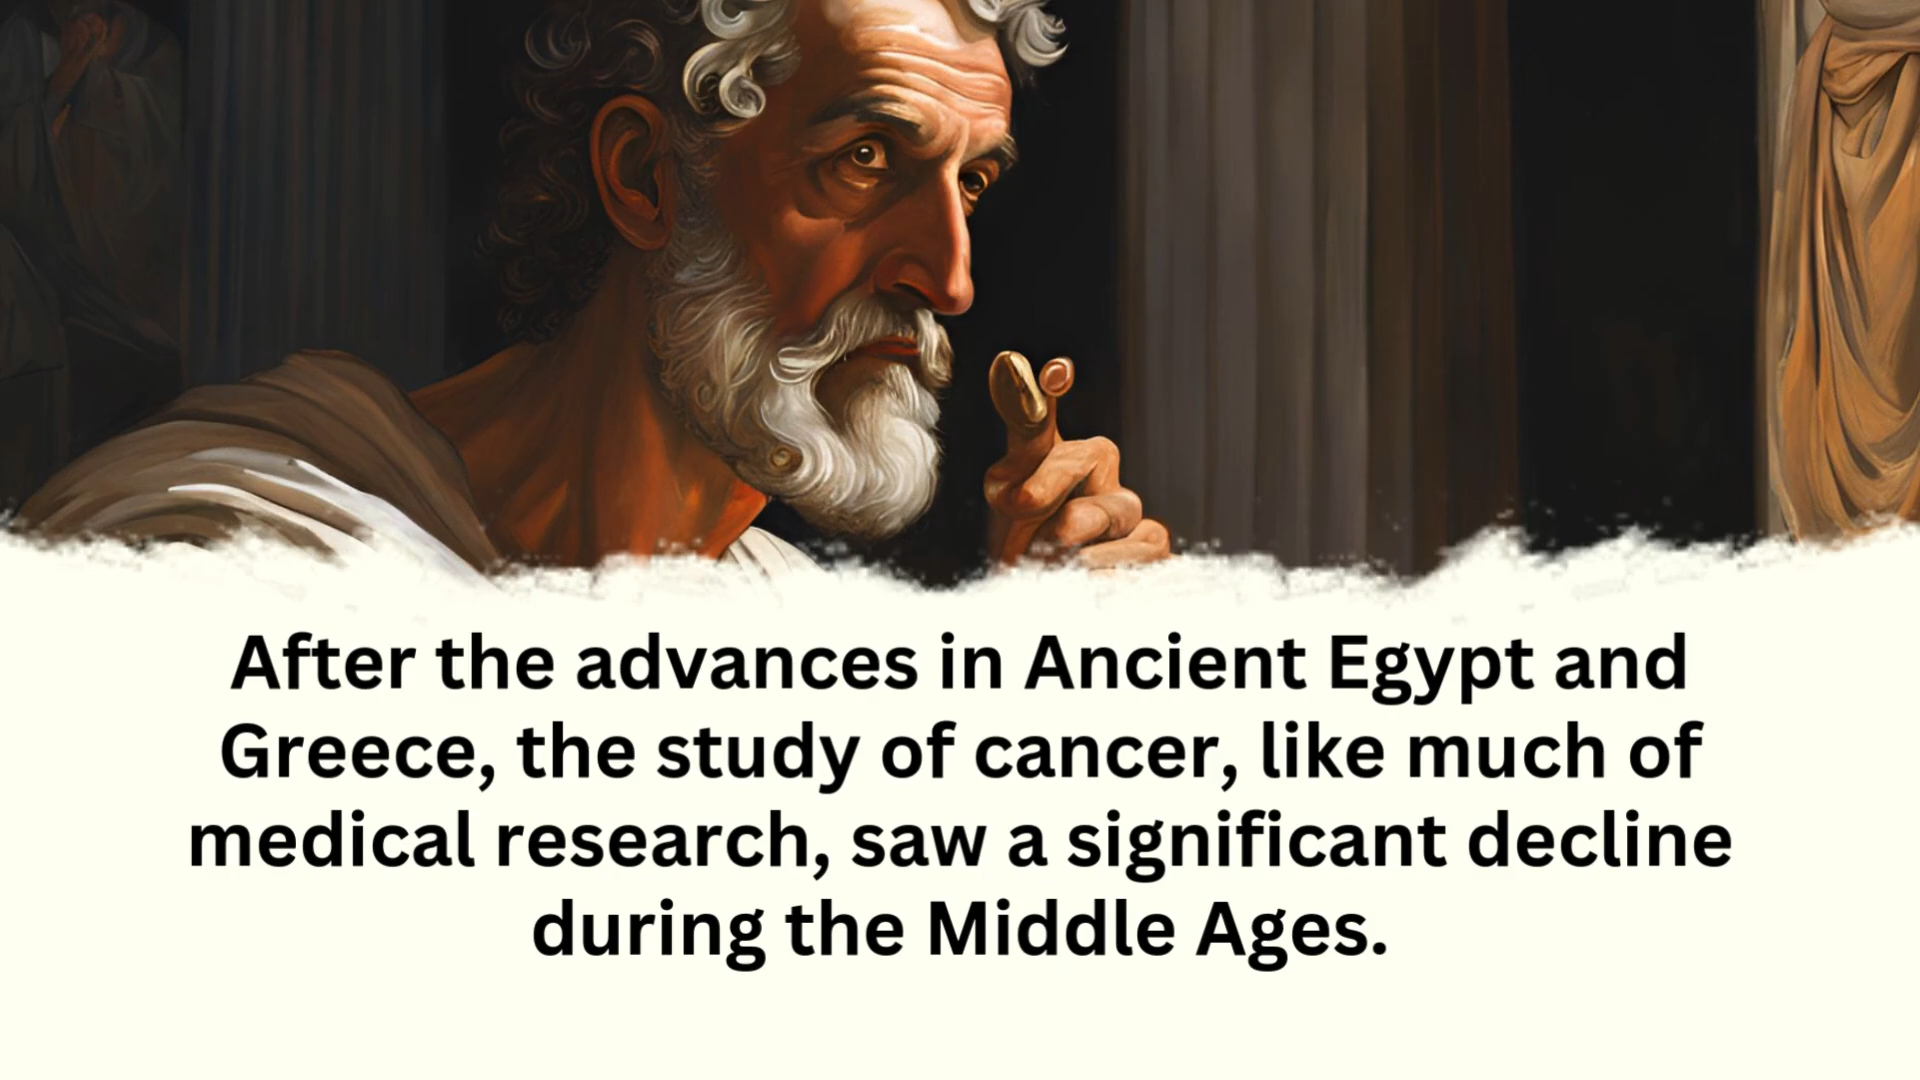 After the advances in Ancient Egypt and
Greece, the study of cancer, like much of
medical research, saw a significant decline
during the Middle Ages.